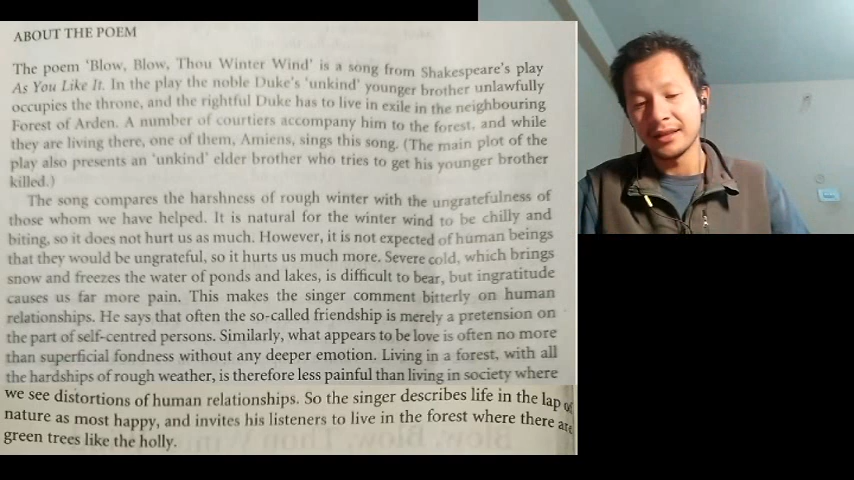 ABOUT THE POEM
The poem 'Blow, Blow, Thou Winter Wind' is a song from Shakespeare's play
As You Like It. In the play the noble Duke's 'unkind' younger brother unlawfully
occupies the throne, and the rightful Duke has to live in exile in the neighbouring
Forest of Arden. A number of courtiers accompany him to the forest, and while
they are living there, one of them, Amiens, sings this song. (The main plot of the
play also presents an 'unkind' elder brother who tries to get his younger brother
killed.)
The song compares the harshness of rough winter with the ungratefulness of
those whom we have helped. It is natural for the winter wind to be chilly and
biting, so it does not hurt us as much. However, it is not expected of human beings
that they would be ungrateful, so it hurts us much more. Severe cold, which brings
snow and freezes the water of ponds and lakes, is difficult to bear, but ingratitude
causes us far more pain. This makes the singer comment bitterly on human
relationships. He says that often the so-called friendship is merely a pretension on
the part of self-centred persons. Similarly, what appears to be love is often no more
than superficial fondness without any deeper emotion. Living in a forest, with all
the hardships of rough weather, is therefore less painful than living in society where
we see distortions of human relationships. So the singer describes life in the lap of
nature as most happy, and invites his listeners to live in the forest where there are
green trees like the holly.